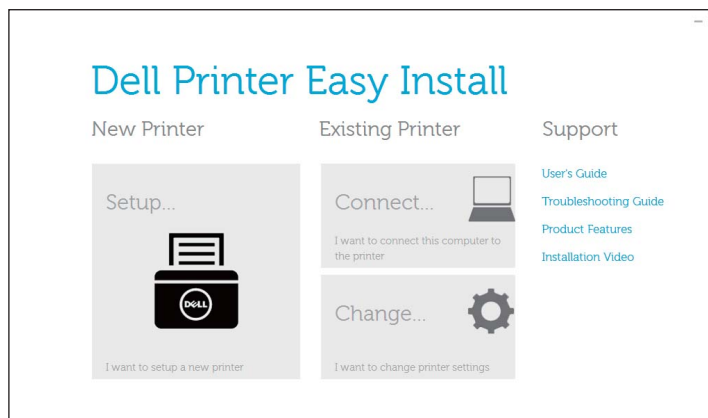 Dell Printer Easy Install
New Printer
Setup...
DELL
I want to setup a new printer
Existing Printer
Connect...
I want to connect this computer to
the printer
Change...
I want to change printer settings
Support
User's Guide
Troubleshooting Guide
Product Features
Installation Video